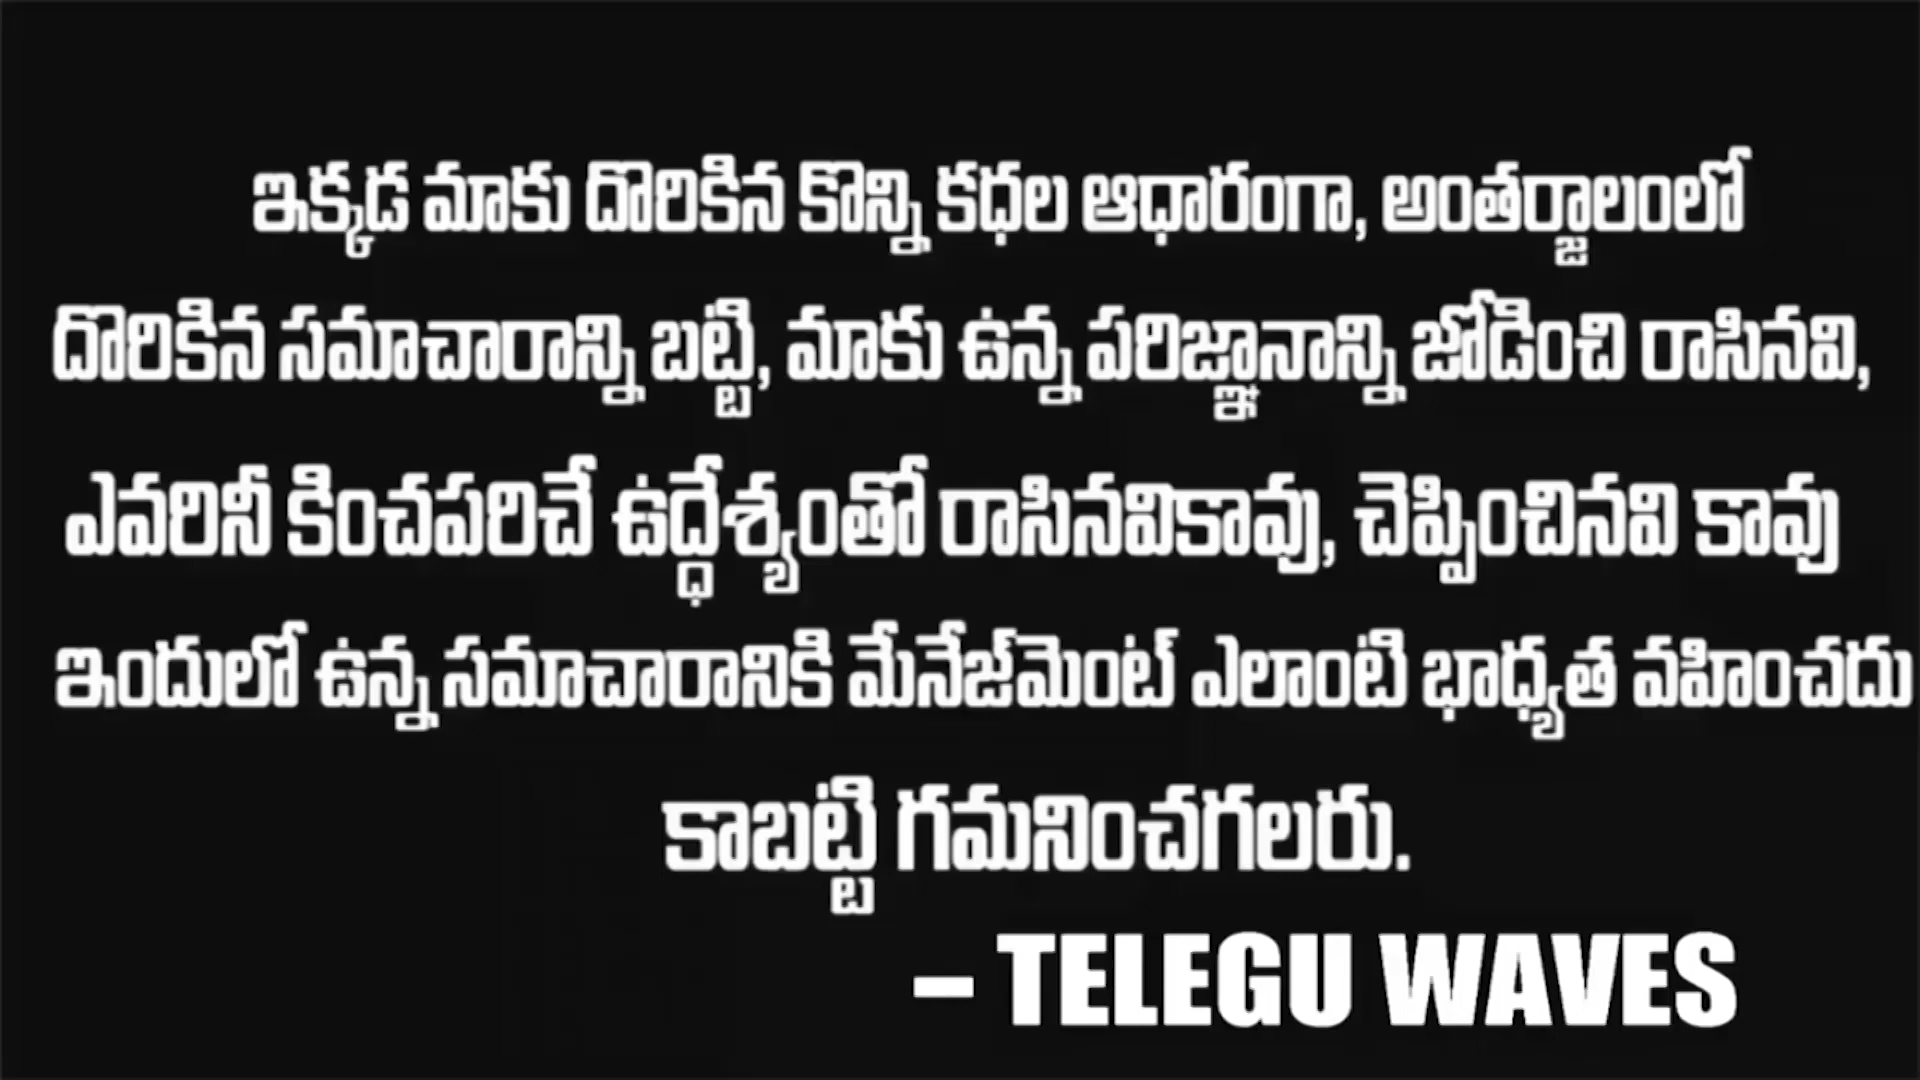 ఇక్కడ మాకు దొరికిన కొన్ని కధల ఆధారంగా, అంతర్జాలంలో
దొరికిన సమాచారాన్ని బట్టి, మాకు ఉన్న పరిజ్ఞానాన్ని జోడించి రాసినవి,
ఎవరినీ కించపరిచే ఉద్ధేశ్యంతో రాసినవికావు, చెప్పించినవి కావు
ఇందులో ఉన్న సమాచారానికి మేనేజ్‌మెంట్ ఎలాంటి భాధ్యత వహించదు
కాబట్టి గమనించగలరు.
– TELEGU WAVES